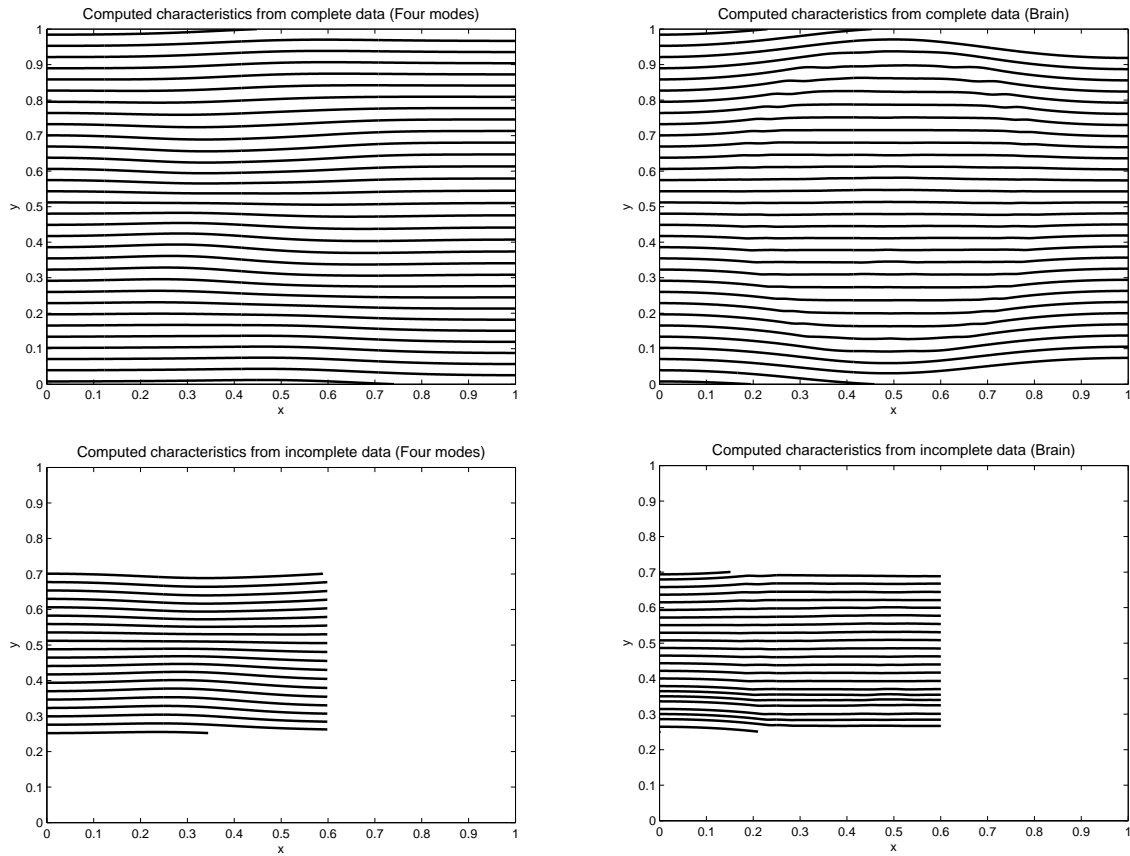 Computed characteristics from complete data (Four modes)
1
0.9
0.8
0.7
0.6
0.5
0.4
0.3
0.2
0.1
0
y
0 0.1 0.2 0.3 0.4 0.5 0.6 0.7 0.8 0.9 1
x
Computed characteristics from complete data (Brain)
1
0.9
0.8
0.7
0.6
0.5
0.4
0.3
0.2
0.1
0
y
0 0.1 0.2 0.3 0.4 0.5 0.6 0.7 0.8 0.9 1
x
Computed characteristics from incomplete data (Four modes)
1
0.9
0.8
0.7
0.6
0.5
0.4
0.3
0.2
0.1
0
y
0 0.1 0.2 0.3 0.4 0.5 0.6 0.7 0.8 0.9 1
x
Computed characteristics from incomplete data (Brain)
1
0.9
0.8
0.7
0.6
0.5
0.4
0.3
0.2
0.1
0
y
0 0.1 0.2 0.3 0.4 0.5 0.6 0.7 0.8 0.9 1
x